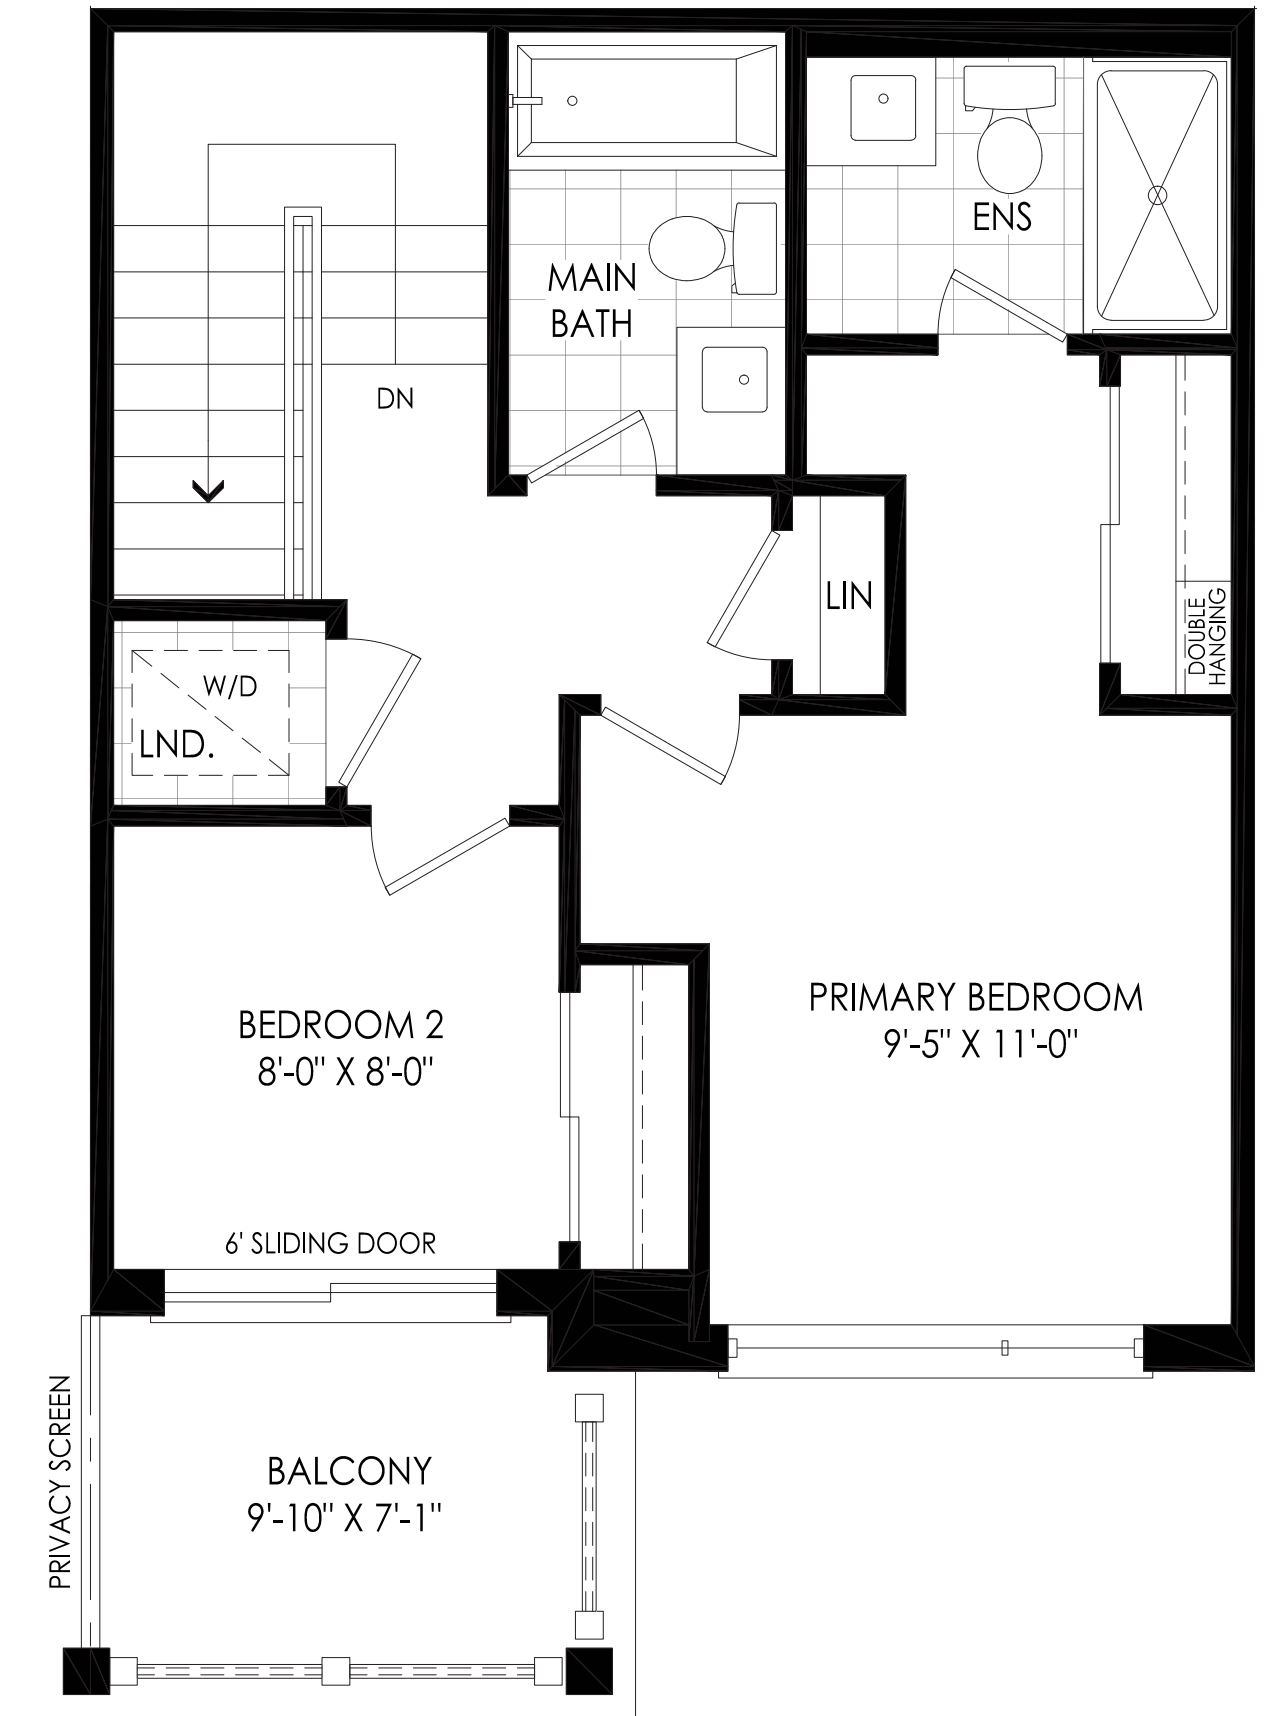 ENS
MAIN
BATH
DN
LIN
DOUBLE
HANGING
W/D
LND.
PRIMARY BEDROOM
9'-5" X 11'-0"
BEDROOM 2
8'-0" X 8'-0"
6' SLIDING DOOR
PRIVACY SCREEN
BALCONY
9'-10" X 7'-1"